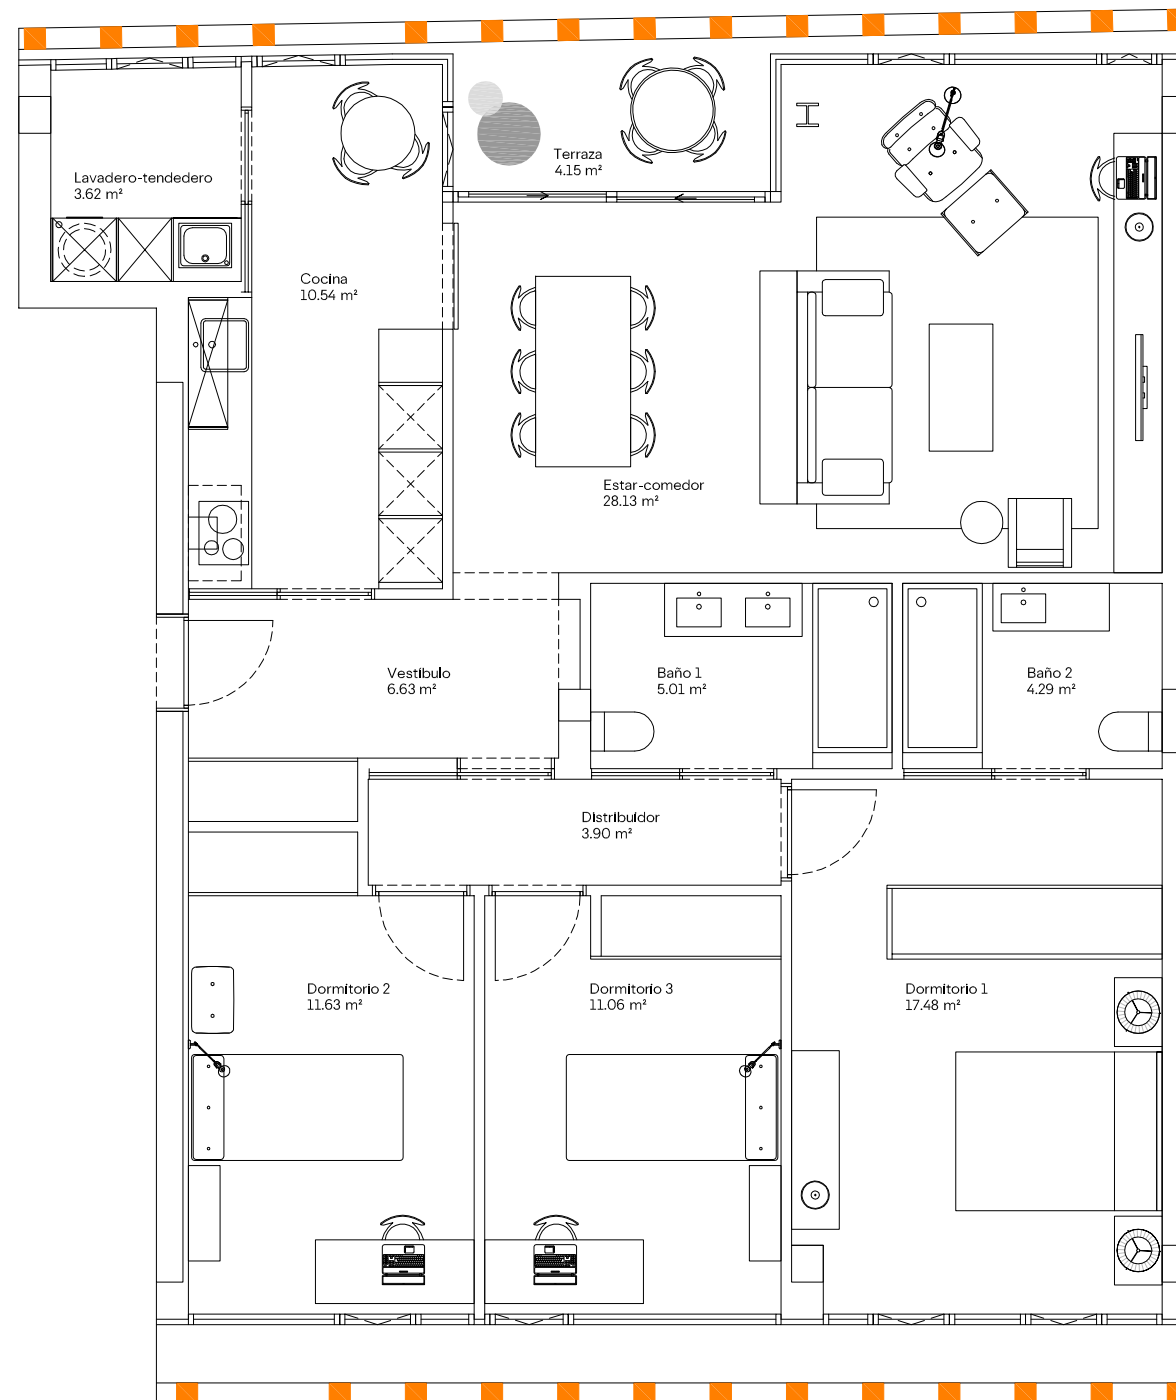 Terraza
4.15 m²
Lavadero-tendedero
3.62 m²
Cocina
10.54 m²
Estar-comedor
28.13 m²
Vestíbulo
6.63 m²
Baño 1
5.01 m²
Baño 2
4.29 m²
Distribuidor
3.90 m²
Dormitorio 2
11.63 m²
Dormitorio 3
11.06 m²
Dormitorio 1
17.48 m²